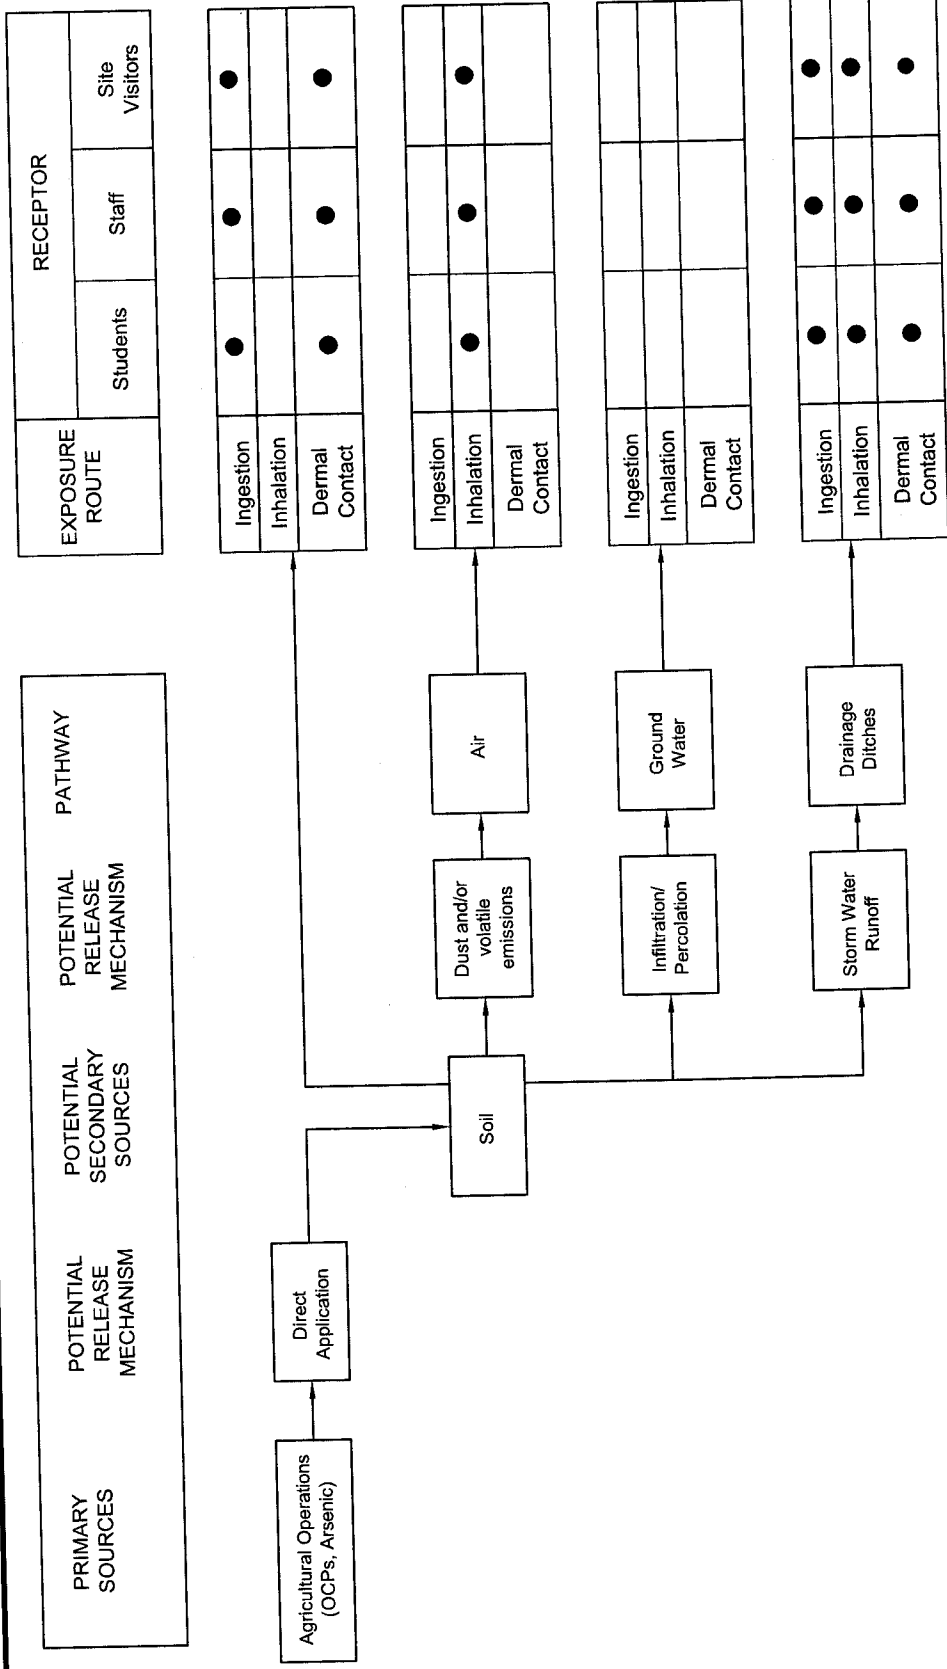 PRIMARY
SOURCES
POTENTIAL
RELEASE
MECHANISM
POTENTIAL
SECONDARY
SOURCES
POTENTIAL
RELEASE
MECHANISM
PATHWAY
EXPOSURE
ROUTE
RECEPTOR
Students
Staff
Site
Visitors
Agricultural Operations
(OCPs, Arsenic)
Direct
Application
Soil
Ingestion
Inhalation
Dermal
Contact
Dust and/or
volatile
emissions
Air
Ingestion
Inhalation
Dermal
Contact
Infiltration/
Percolation
Ground
Water
Ingestion
Inhalation
Dermal
Contact
Storm Water
Runoff
Drainage
Ditches
Ingestion
Inhalation
Dermal
Contact